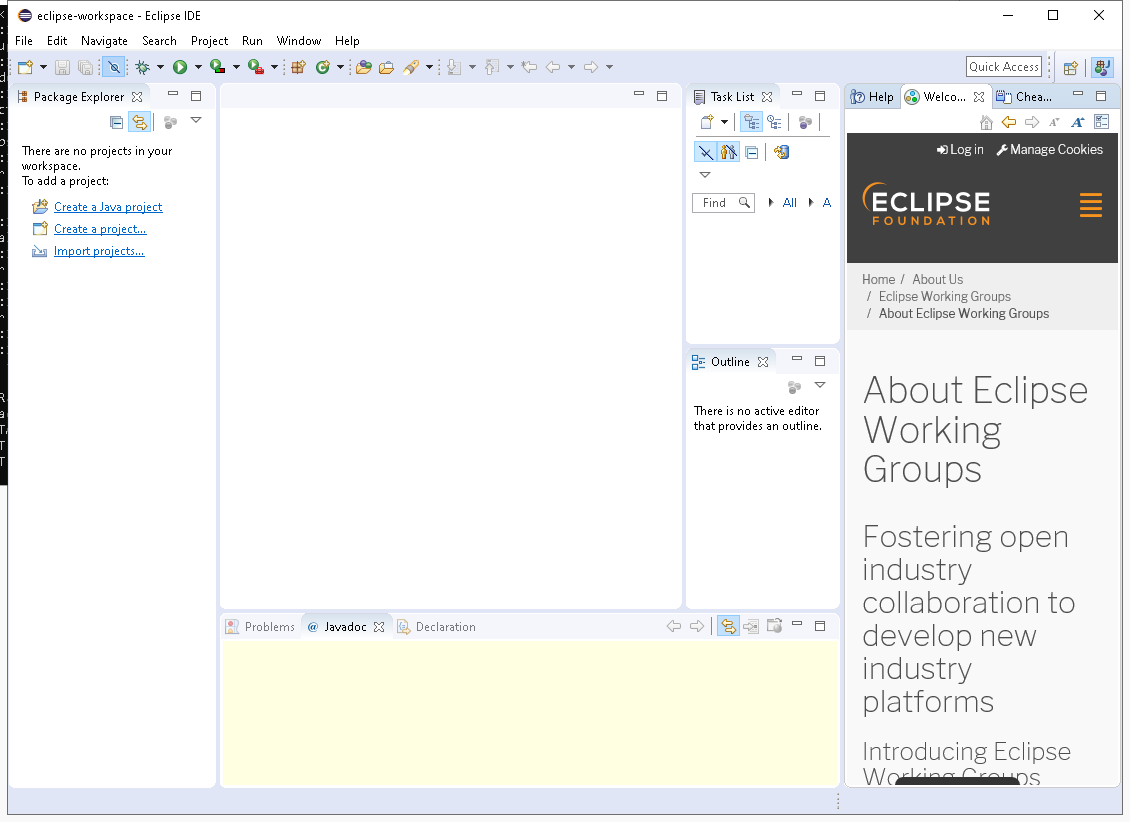 eclipse-workspace - Eclipse IDE
File Edit Navigate Search Project Run Window Help
Quick Access
Package Explorer
There are no projects in your
workspace.
To add a project:
Create a Java project
Create a project...
Import projects...
Task List
Find
All
A
Outline
There is no active editor
that provides an outline.
Problems
@ Javadoc
Declaration
Help
Welco...
Chea...
Log in
Manage Cookies
ECLIPSE
FOUNDATION
Home / About Us
/ Eclipse Working Groups
/ About Eclipse Working Groups
About Eclipse
Working
Groups
Fostering open
industry
collaboration to
develop new
industry
platforms
Introducing Eclipse
Working Groups